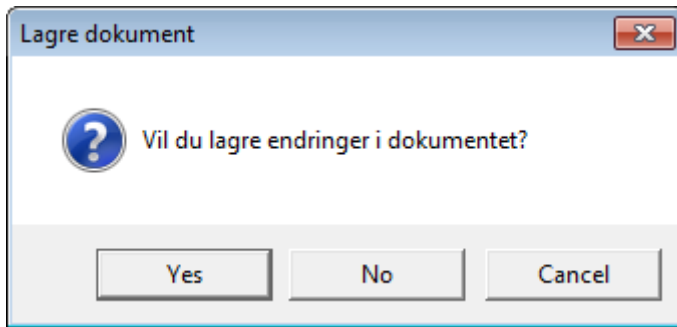 Lagre dokument
Vil du lagre endringer i dokumentet?
Yes No Cancel